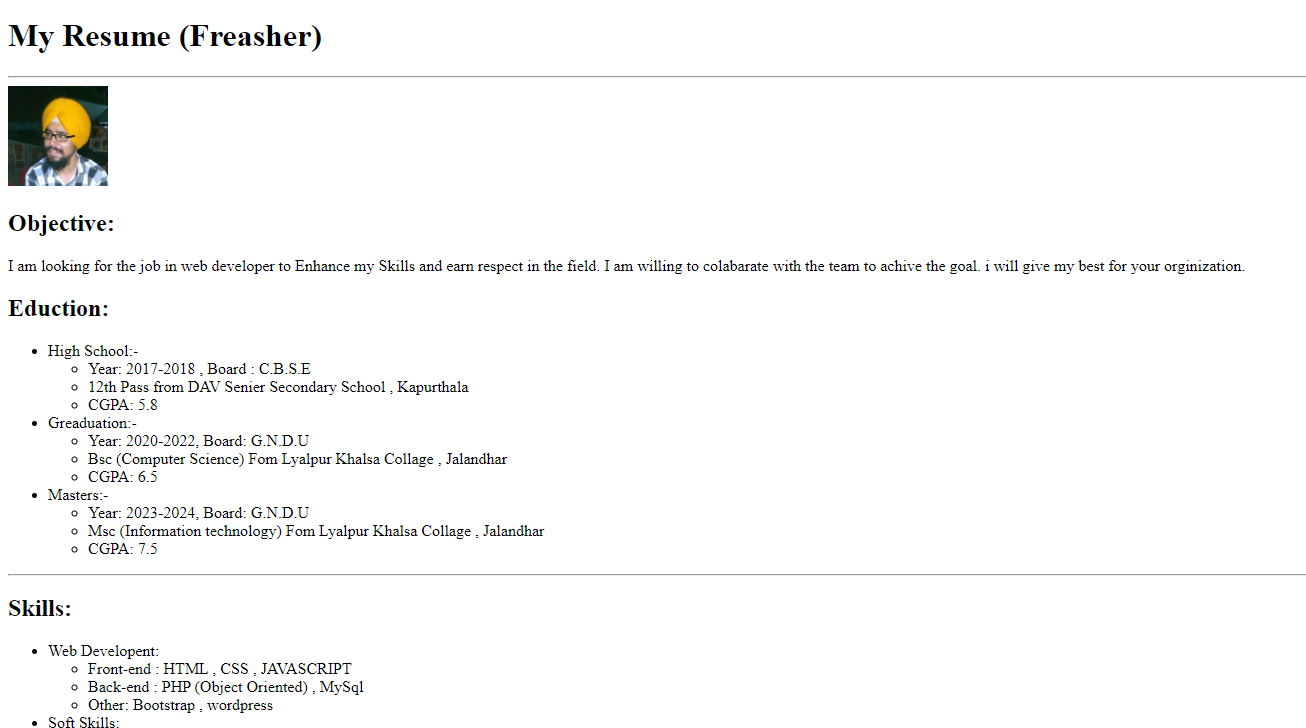 My Resume (Freasher)
Objective:
I am looking for the job in web developer to Enhance my Skills and earn respect in the field. I am willing to colabarate with the team to achive the goal. i will give my best for your orginization.
Eduction:
High School:-
Year: 2017-2018 , Board : C.B.S.E
12th Pass from DAV Senier Secondary School , Kapurthala
CGPA: 5.8
Greaduation:-
Year: 2020-2022, Board: G.N.D.U
Bsc (Computer Science) Fom Lyalpur Khalsa Collage , Jalandhar
CGPA: 6.5
Masters:-
Year: 2023-2024, Board: G.N.D.U
Msc (Information technology) Fom Lyalpur Khalsa Collage , Jalandhar
CGPA: 7.5
Skills:
Web Developent:
Front-end : HTML , CSS , JAVASCRIPT
Back-end : PHP (Object Oriented) , MySql
Other: Bootstrap , wordpress
Soft Skills: